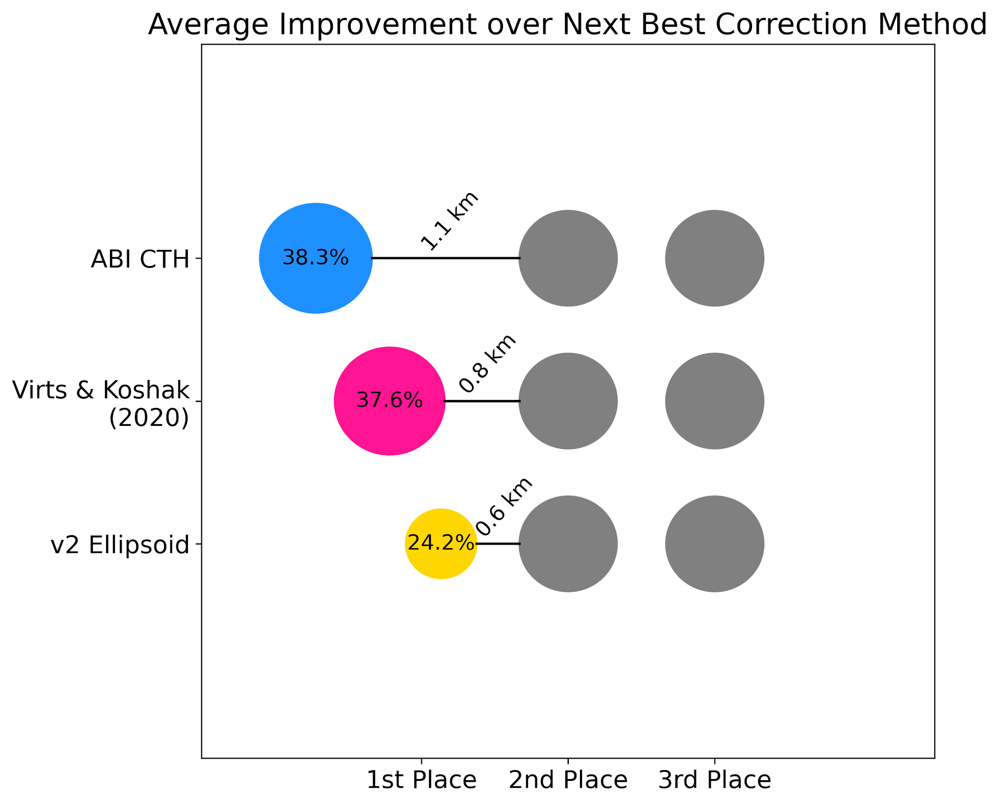 Average Improvement over Next Best Correction Method
1.1 km
ABI CTH
38.3%
0.8 km
Virts & Koshak
(2020)
37.6%
0.6 km
v2 Ellipsoid
24.2%
1st Place
2nd Place
3rd Place